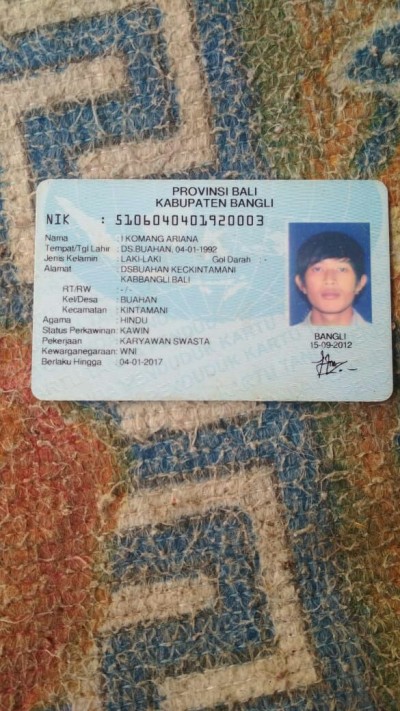 PROVINSI BALI
KABUPATEN BANGLI
NIK : 5106040401920003
Nama : I KOMANG ARIANA
Tempat/Tgl Lahir : DS.BUAHAN, 04-01-1992
Jenis Kelamin : LAKI-LAKI Gol Darah : -
Alamat : DSBUAHAN KECKINTAMANI
KABBANGLI BALI
RT/RW : - / -
Kel/Desa : BUAHAN
Kecamatan : KINTAMANI
Agama : HINDU
Status Perkawinan: KAWIN
Pekerjaan : KARYAWAN SWASTA
Kewarganegaraan: WNI
Berlaku Hingga : 04-01-2017
BANGLI
15-09-2012